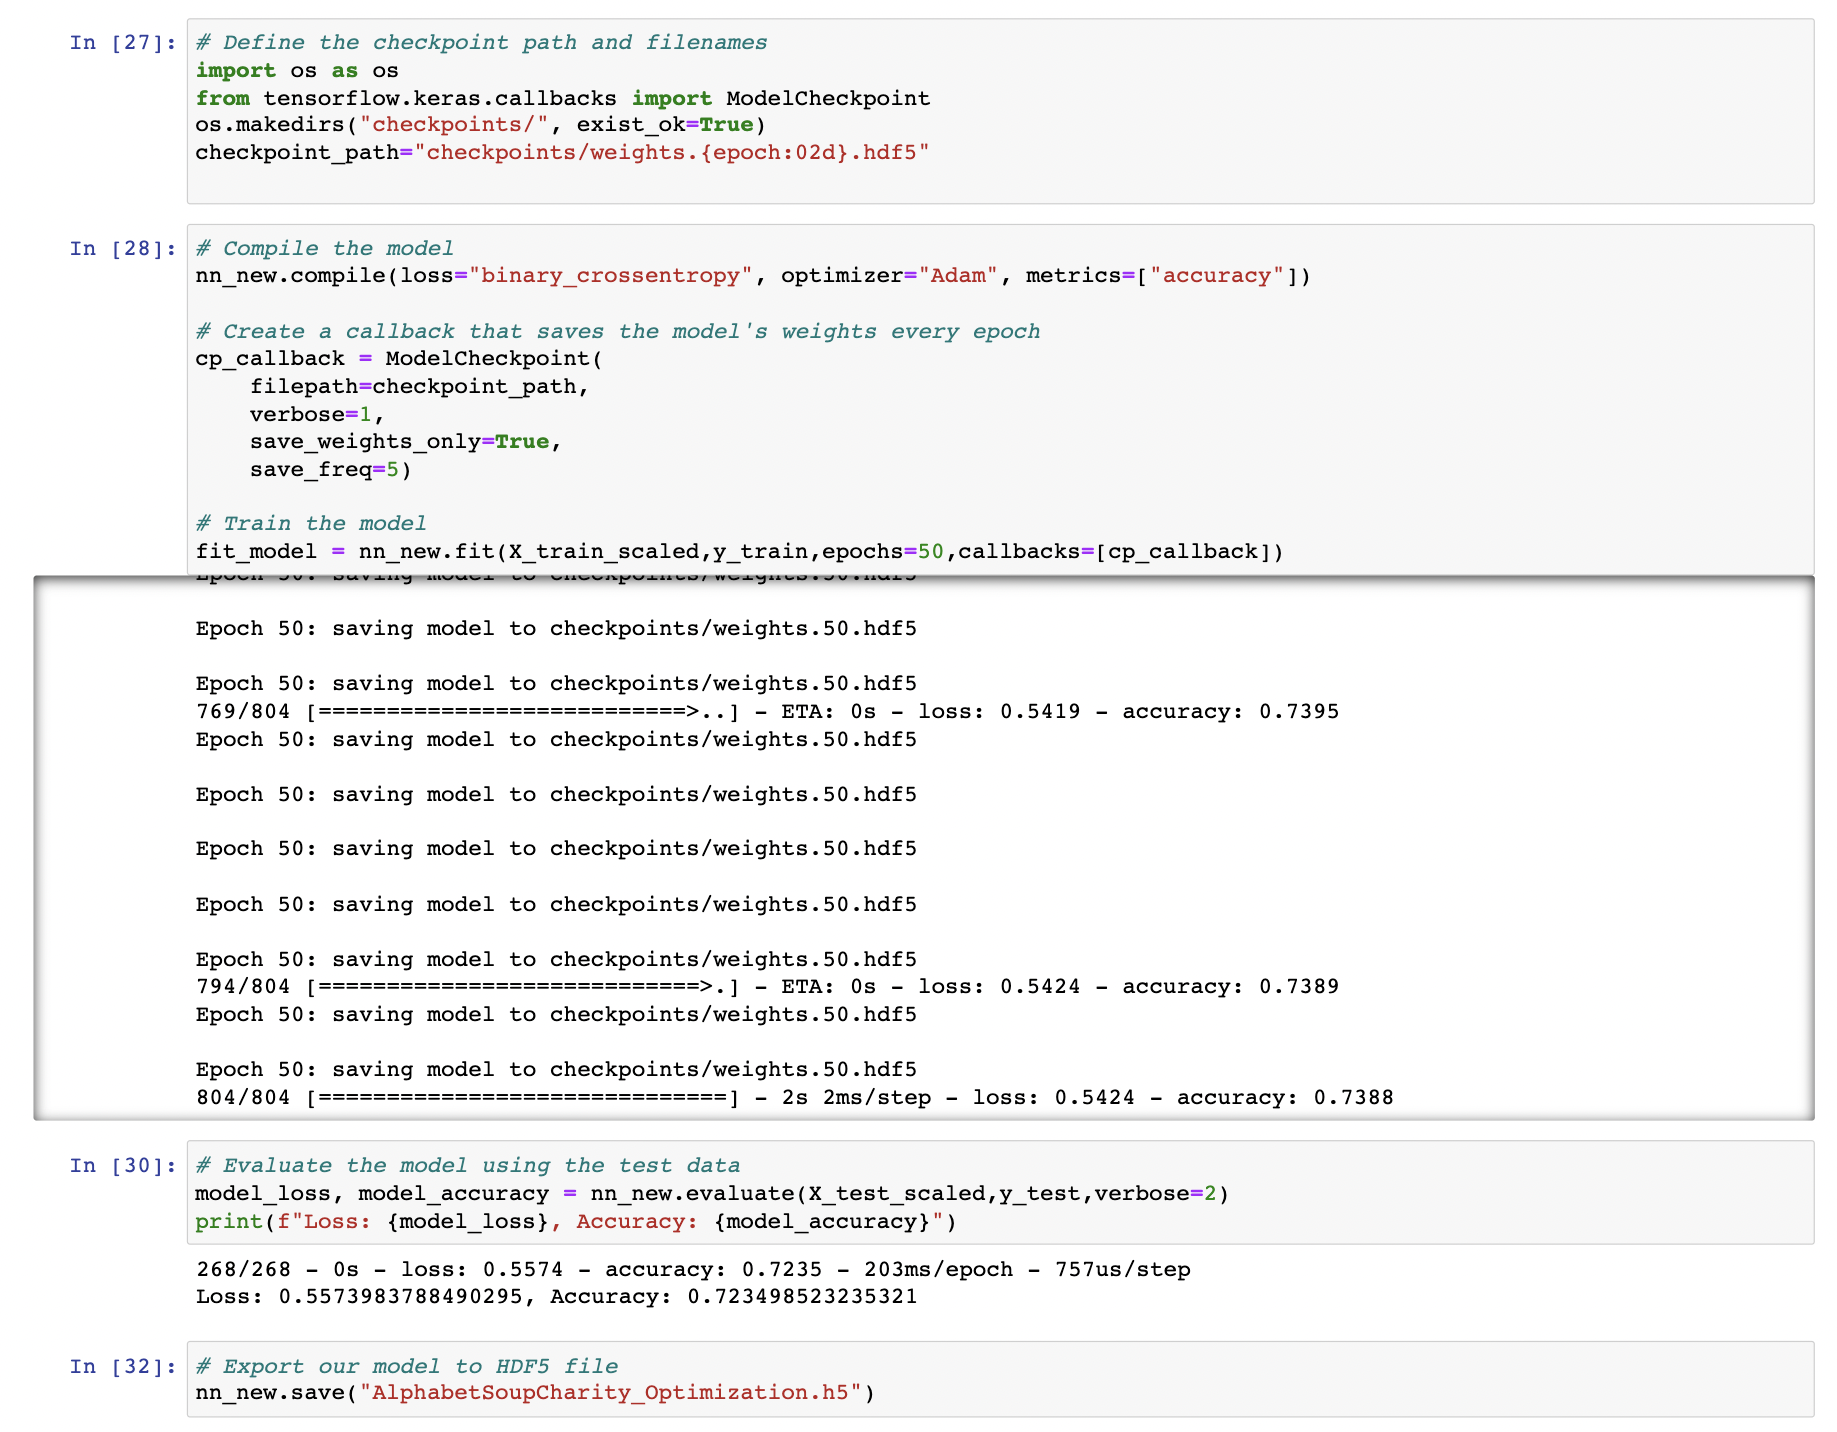 In [27]: # Define the checkpoint path and filenames
import os as os
from tensorflow.keras.callbacks import ModelCheckpoint
os.makedirs("checkpoints/", exist_ok=True)
checkpoint_path="checkpoints/weights.{epoch:02d}.hdf5"
In [28]: # Compile the model
nn_new.compile(loss="binary_crossentropy", optimizer="Adam", metrics=["accuracy"])
# Create a callback that saves the model's weights every epoch
cp_callback = ModelCheckpoint(
    filepath=checkpoint_path,
    verbose=1,
    save_weights_only=True,
    save_freq=5)
# Train the model
fit_model = nn_new.fit(X_train_scaled,y_train,epochs=50,callbacks=[cp_callback])
Epoch 50: saving model to checkpoints/weights.50.hdf5
Epoch 50: saving model to checkpoints/weights.50.hdf5
Epoch 50: saving model to checkpoints/weights.50.hdf5
769/804 [===========================>..] - ETA: 0s - loss: 0.5419 - accuracy: 0.7395
Epoch 50: saving model to checkpoints/weights.50.hdf5
Epoch 50: saving model to checkpoints/weights.50.hdf5
Epoch 50: saving model to checkpoints/weights.50.hdf5
Epoch 50: saving model to checkpoints/weights.50.hdf5
Epoch 50: saving model to checkpoints/weights.50.hdf5
794/804 [============================>.] - ETA: 0s - loss: 0.5424 - accuracy: 0.7389
Epoch 50: saving model to checkpoints/weights.50.hdf5
Epoch 50: saving model to checkpoints/weights.50.hdf5
804/804 [==============================] - 2s 2ms/step - loss: 0.5424 - accuracy: 0.7388
In [30]: # Evaluate the model using the test data
model_loss, model_accuracy = nn_new.evaluate(X_test_scaled,y_test,verbose=2)
print(f"Loss: {model_loss}, Accuracy: {model_accuracy}")
268/268 - 0s - loss: 0.5574 - accuracy: 0.7235 - 203ms/epoch - 757us/step
Loss: 0.5573983788490295, Accuracy: 0.723498523235321
In [32]: # Export our model to HDF5 file
nn_new.save("AlphabetSoupCharity_Optimization.h5")